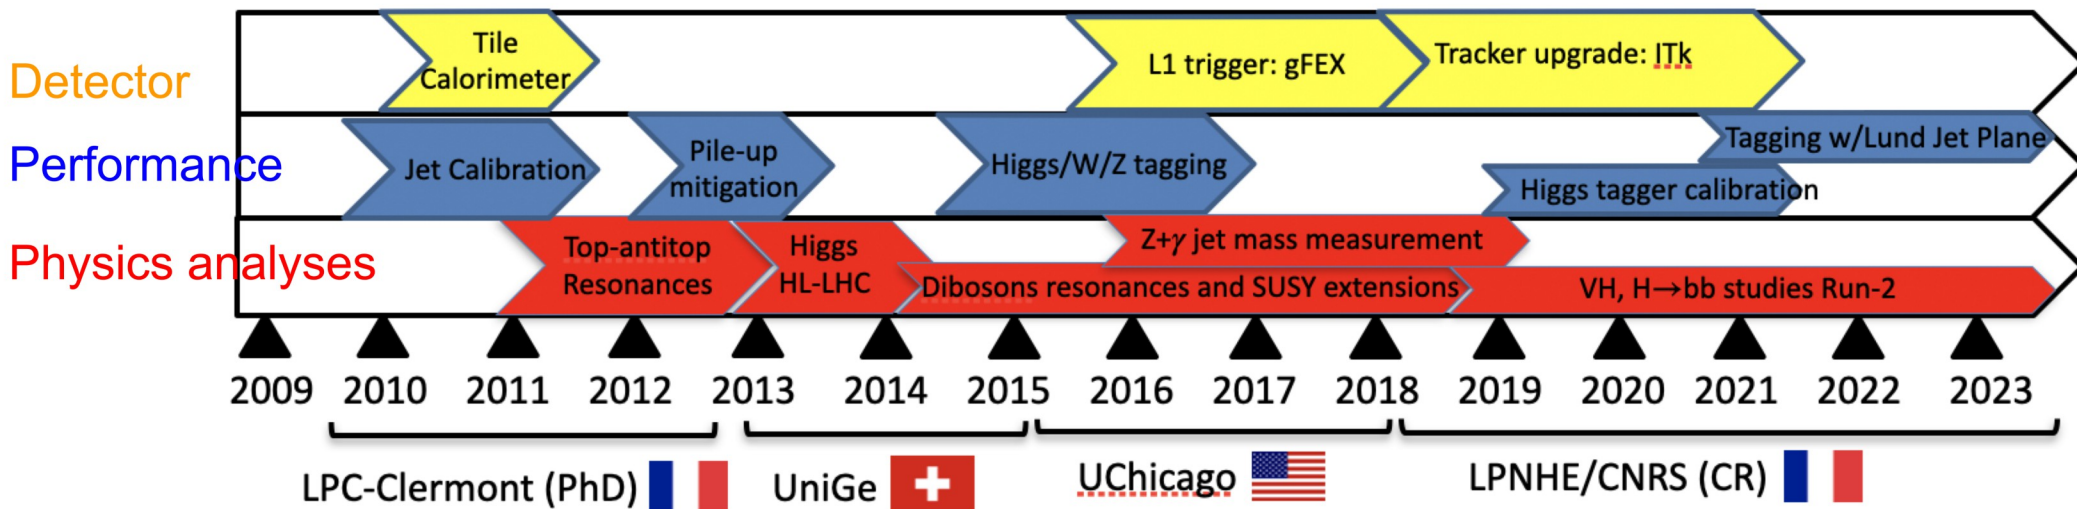 Detector
Tile
Calorimeter
L1 trigger: gFEX
Tracker upgrade: ITk
Performance
Jet Calibration
Pile-up
mitigation
Higgs/W/Z tagging
Tagging w/Lund Jet Plane
Higgs tagger calibration
Physics analyses
Top-antitop
Resonances
Higgs
HL-LHC
Z+γ jet mass measurement
Dibosons resonances and SUSY extensions
VH, H→bb studies Run-2
2009 2010 2011 2012 2013 2014 2015 2016 2017 2018 2019 2020 2021 2022 2023
LPC-Clermont (PhD) UniGe UChicago LPNHE/CNRS (CR)